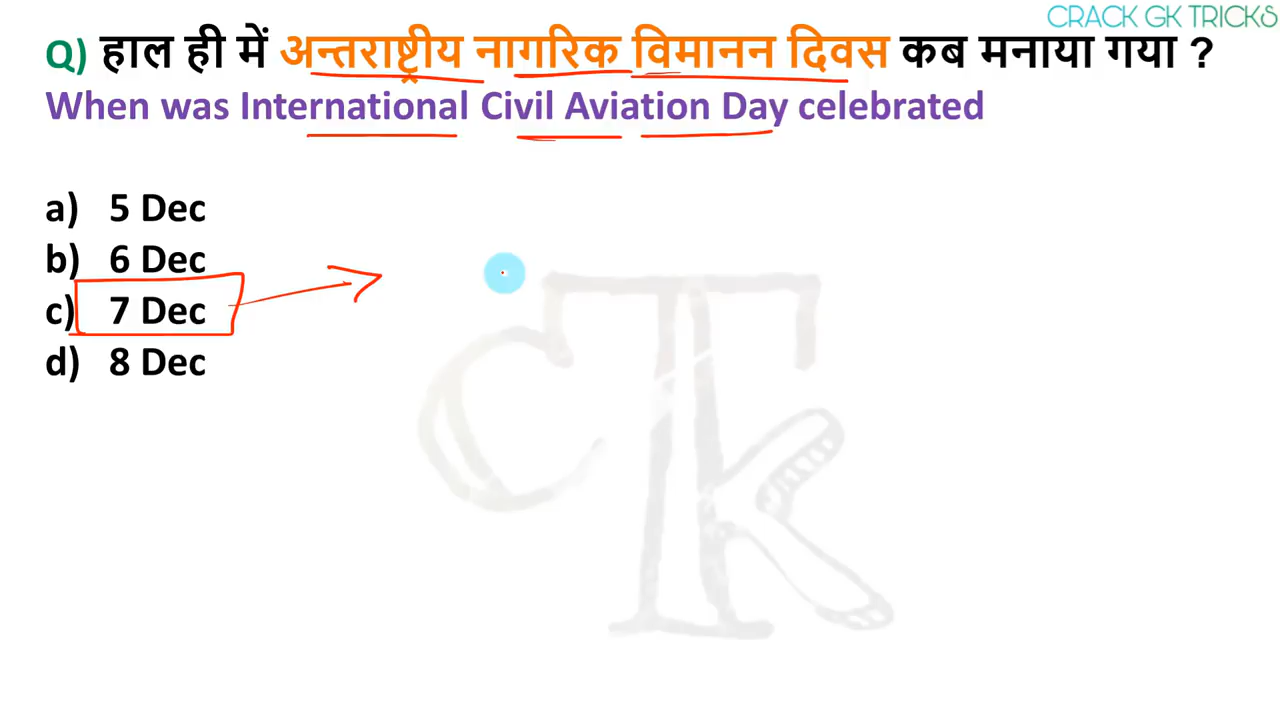 CRACK GK TRICKS
Q) हाल ही में अन्तराष्ट्रीय नागरिक विमानन दिवस कब मनाया गया ?
When was International Civil Aviation Day celebrated
a) 5 Dec
b) 6 Dec
c) 7 Dec
d) 8 Dec
CTk